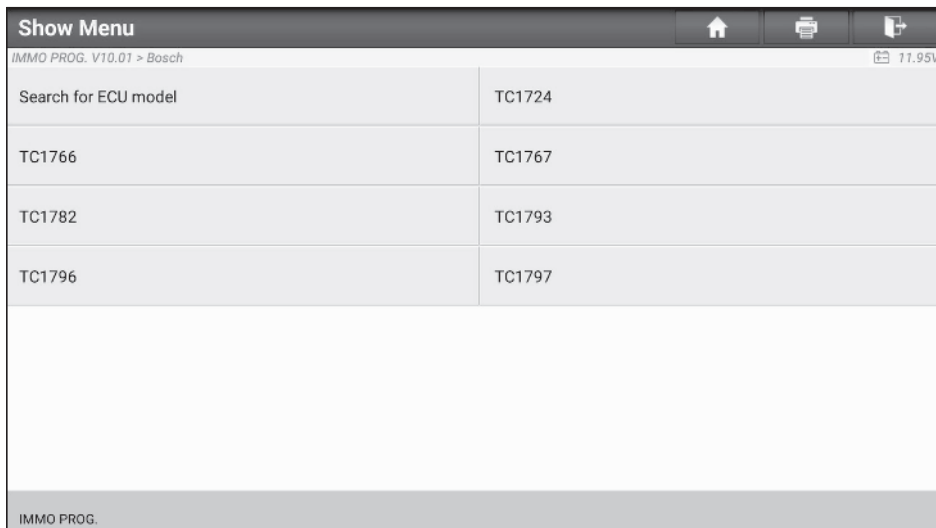 Show Menu
IMMO PROG. V10.01 > Bosch 11.95V
Search for ECU model TC1724
TC1766 TC1767
TC1782 TC1793
TC1796 TC1797
IMMO PROG.